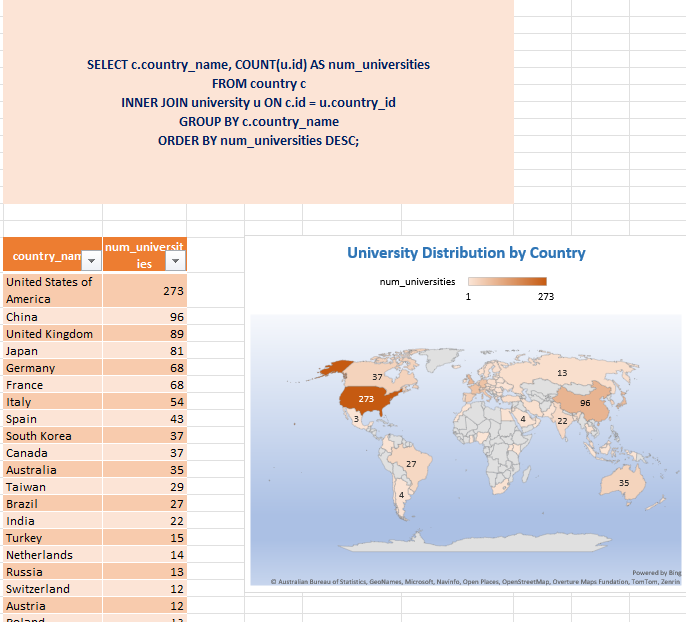 SELECT c.country_name, COUNT(u.id) AS num_universities
FROM country c
INNER JOIN university u ON c.id = u.country_id
GROUP BY c.country_name
ORDER BY num_universities DESC;
country_nam num_universit
ies
United States of
America 273
China 96
United Kingdom 89
Japan 81
Germany 68
France 68
Italy 54
Spain 43
South Korea 37
Canada 37
Australia 35
Taiwan 29
Brazil 27
India 22
Turkey 15
Netherlands 14
Russia 13
Switzerland 12
Austria 12
University Distribution by Country
num_universities
1 273
37
13
273
96
3
4
22
27
35
4
Powered by Bing
© Australian Bureau of Statistics, GeoNames, Microsoft, Navinfo, Open Places, OpenStreetMap, Overture Maps Fundation, TomTom, Zenrin